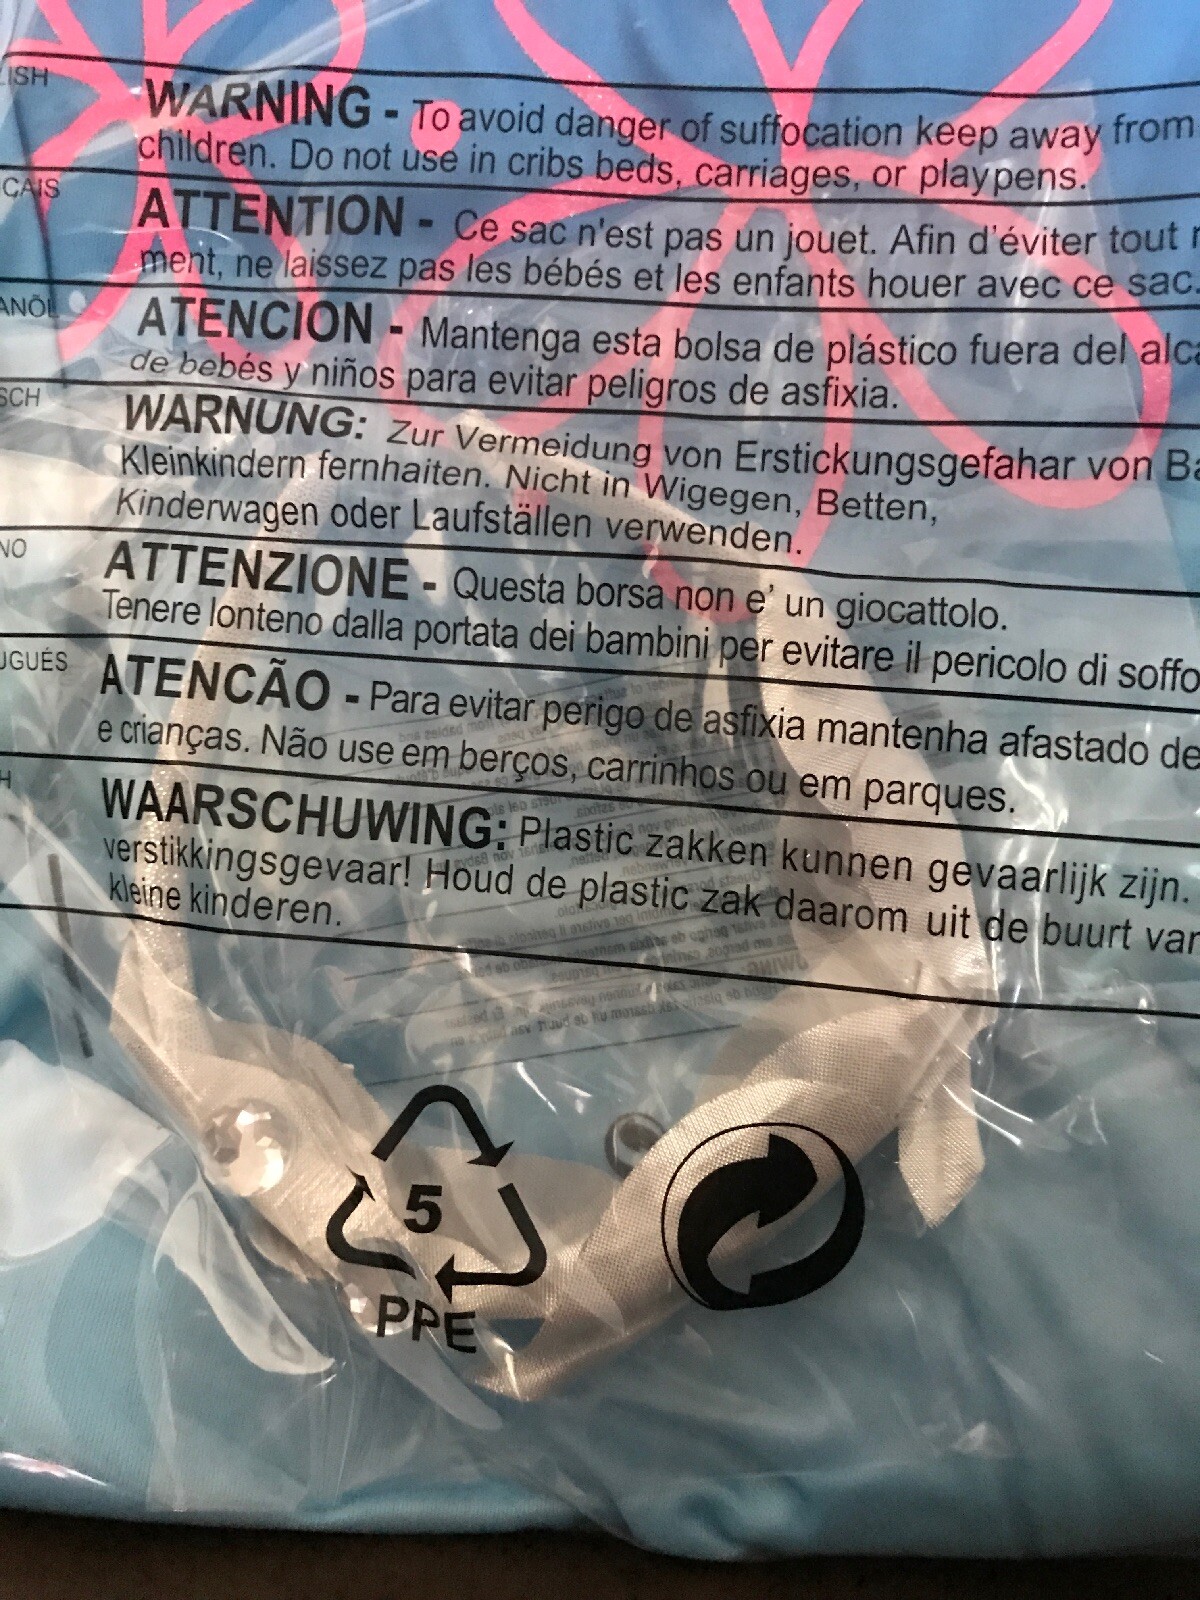 ISH
WARNING - To avoid danger of suffocation keep away from
children. Do not use in cribs beds, carriages, or playpens.
ÇAIS
ATTENTION - Ce sac n'est pas un jouet. Afin d'éviter tout
ment, ne laissez pas les bébés et les enfants houer avec ce sac.
ANÕL
ATENCION - Mantenga esta bolsa de plástico fuera del alca
de bebés y niños para evitar peligros de asfixia.
SCH
WARNUNG: Zur Vermeidung von Erstickungsgefahar von Ba
Kleinkindern fernhaiten. Nicht in Wigegen, Betten,
Kinderwagen oder Laufställen verwenden.
NO
ATTENZIONE - Questa borsa non e' un giocattolo.
Tenere lonteno dalla portata dei bambini per evitare il pericolo di soffo
UGUÉS
ATENCÃO - Para evitar perigo de asfixia mantenha afastado de
e crianças. Não use em berços, carrinhos ou em parques.
H
WAARSCHUWING: Plastic zakken kunnen gevaarlijk zijn.
verstikkingsgevaar! Houd de plastic zak daarom uit de buurt van
kleine kinderen.
5
PPE